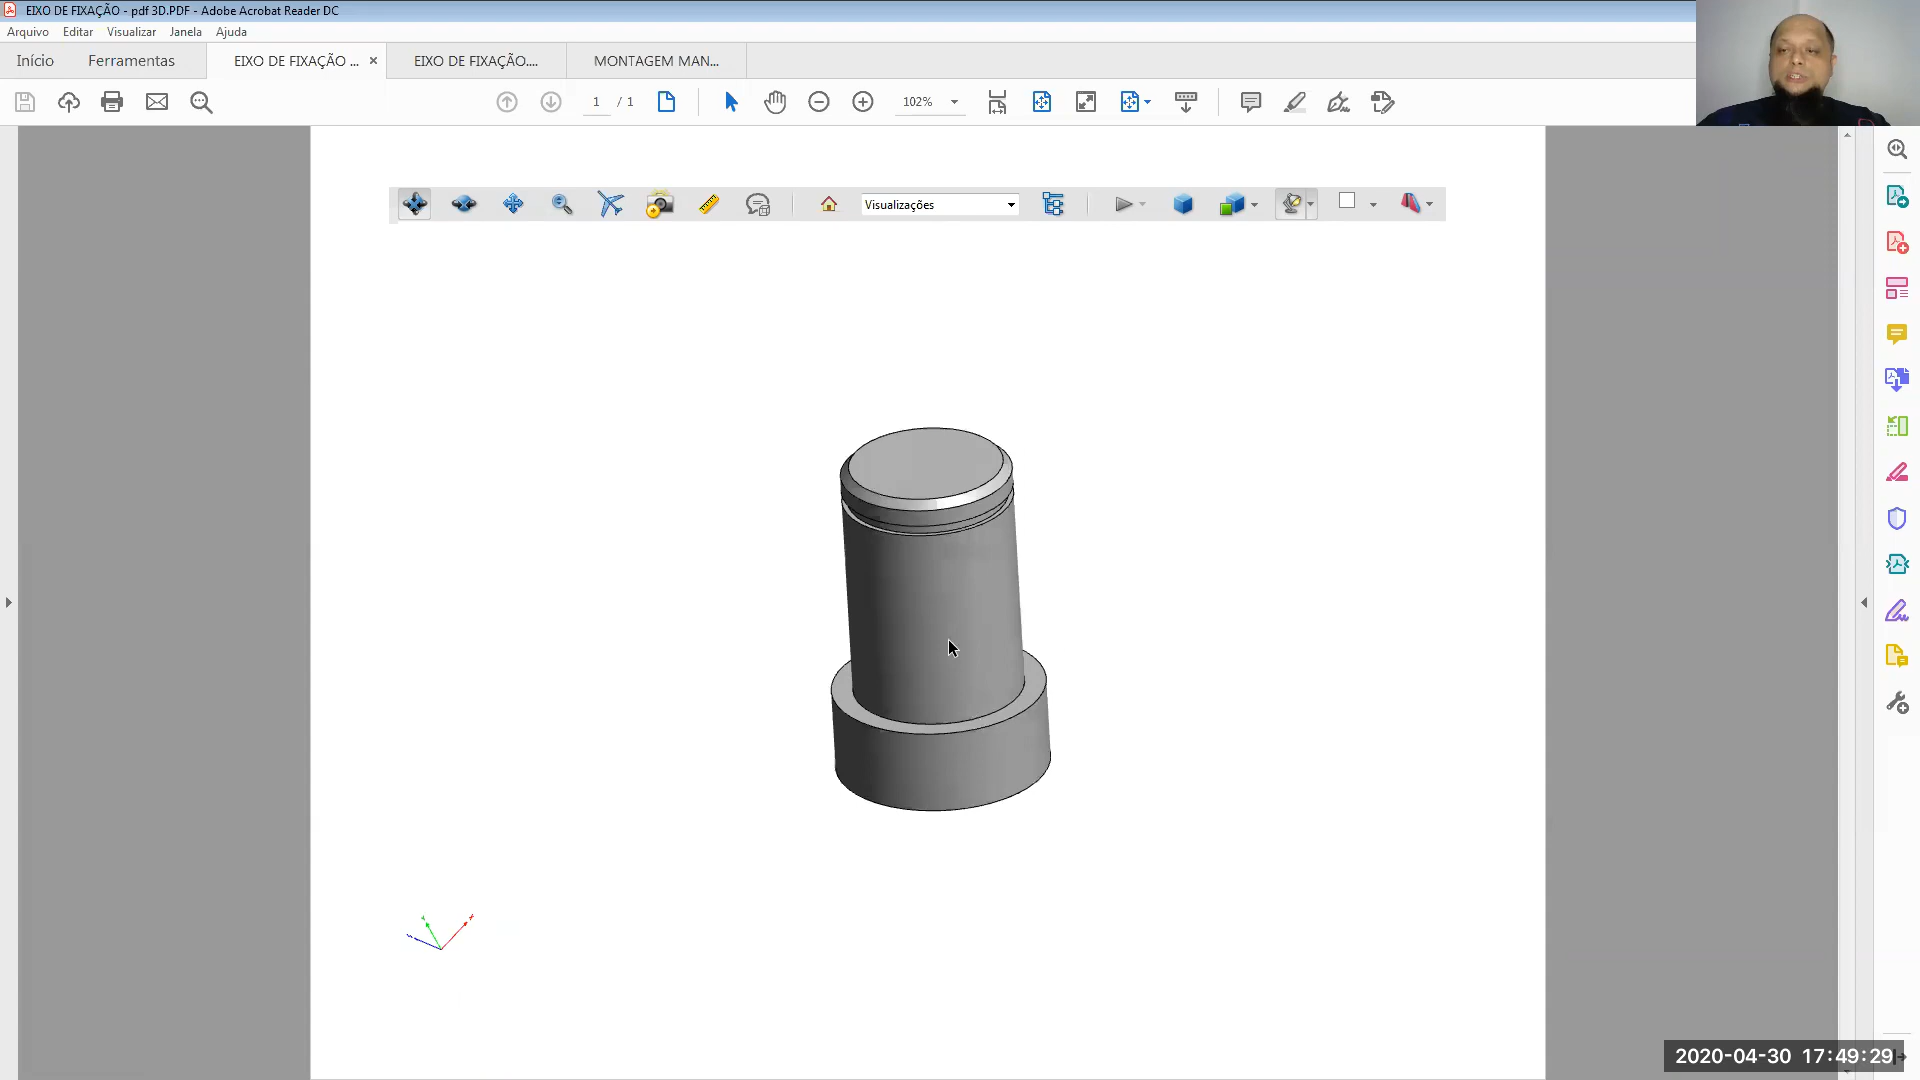 EIXO DE FIXAÇÃO - pdf 3D.PDF - Adobe Acrobat Reader DC
Arquivo Editar Visualizar Janela Ajuda
Início Ferramentas EIXO DE FIXAÇÃO ... × EIXO DE FIXAÇÃO.... MONTAGEM MAN...
1 / 1 102%
Visualizações
2020-04-30 17:49:29